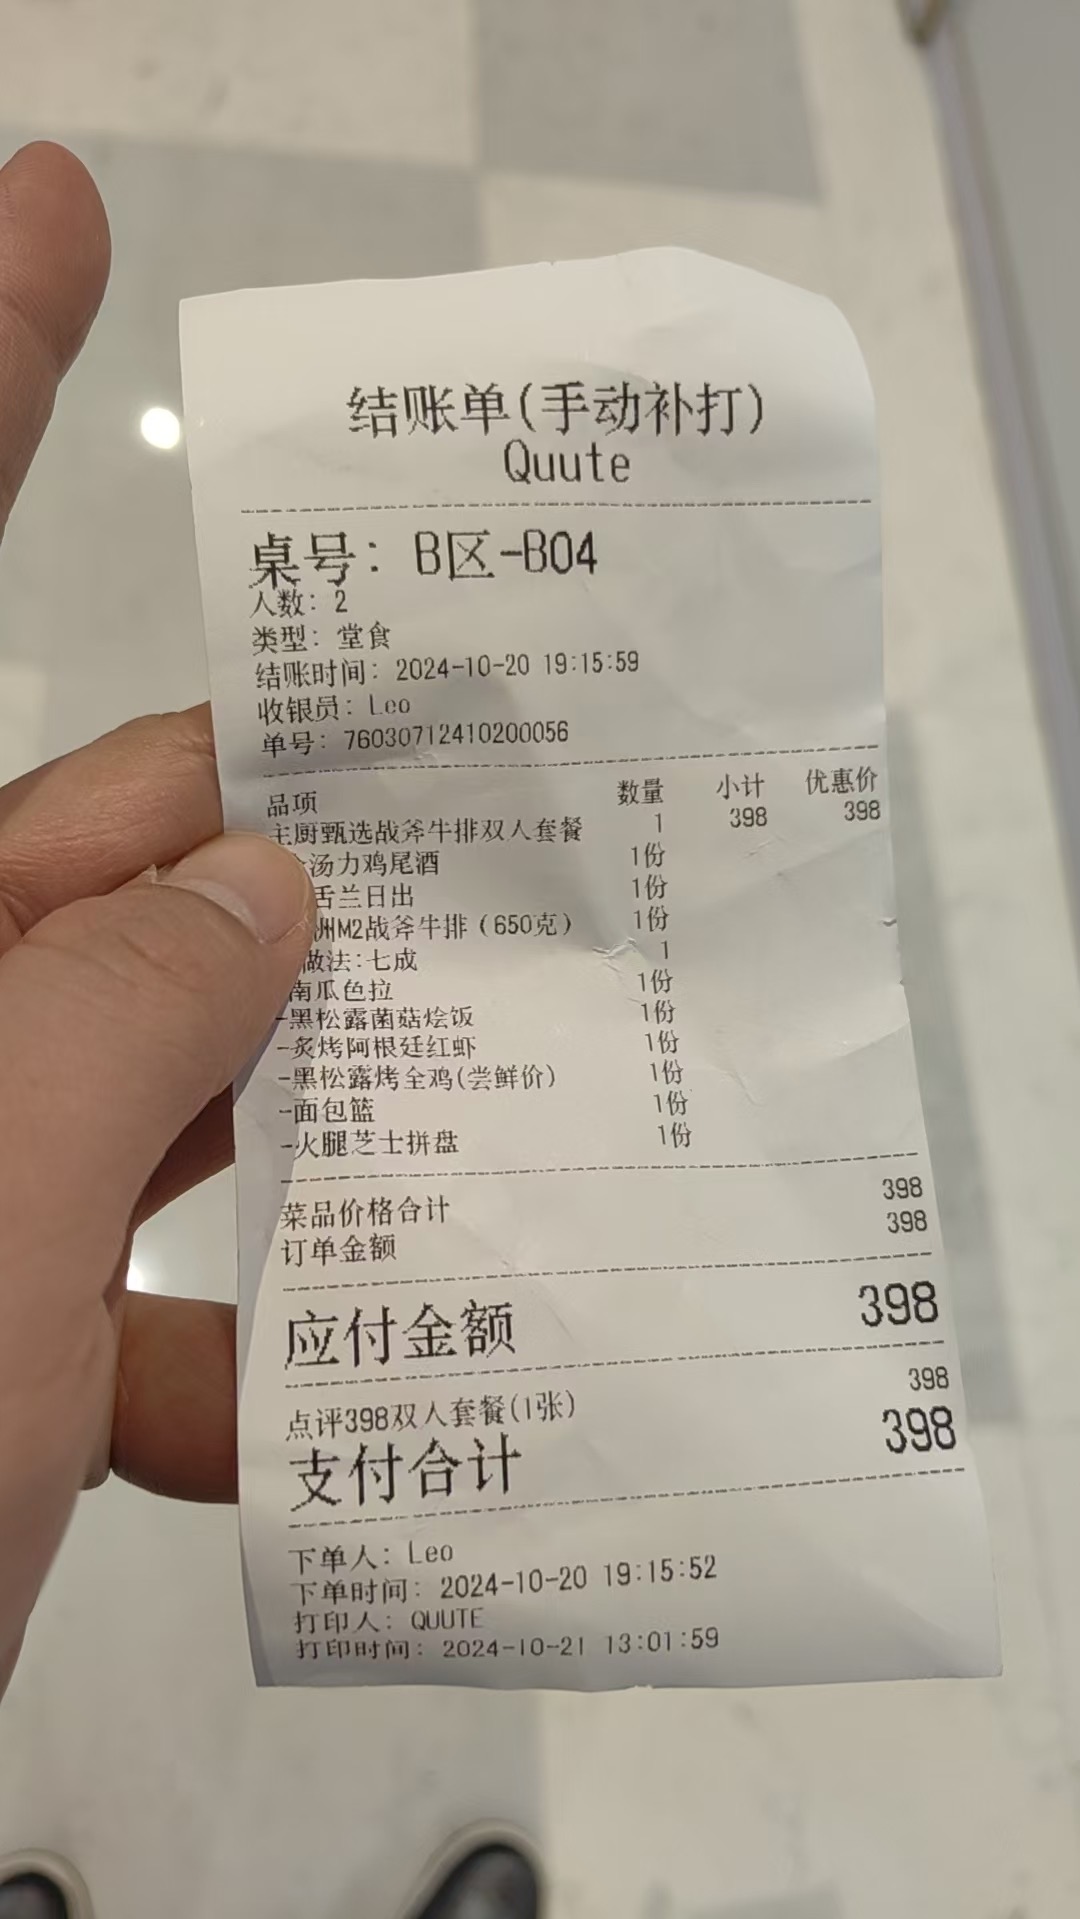 结账单(手动补打)
Quute
桌号: B区-B04
人数: 2
类型: 堂食
结账时间: 2024-10-20 19:15:59
收银员: Leo
单号: 76030712410200056
品项 数量 小计 优惠价
主厨甄选战斧牛排双人套餐 1 398 398
汤力鸡尾酒 1份
舌兰日出 1份
洲M2战斧牛排(650克) 1份
做法:七成 1
南瓜色拉 1份
-黑松露菌菇烩饭 1份
-炙烤阿根廷红虾 1份
-黑松露烤全鸡(尝鲜价) 1份
-面包篮 1份
-火腿芝士拼盘 1份
菜品价格合计 398
订单金额 398
应付金额 398
点评398双人套餐(1张) 398
支付合计 398
下单人: Leo
下单时间: 2024-10-20 19:15:52
打印人: QUUTE
打印时间: 2024-10-21 13:01:59